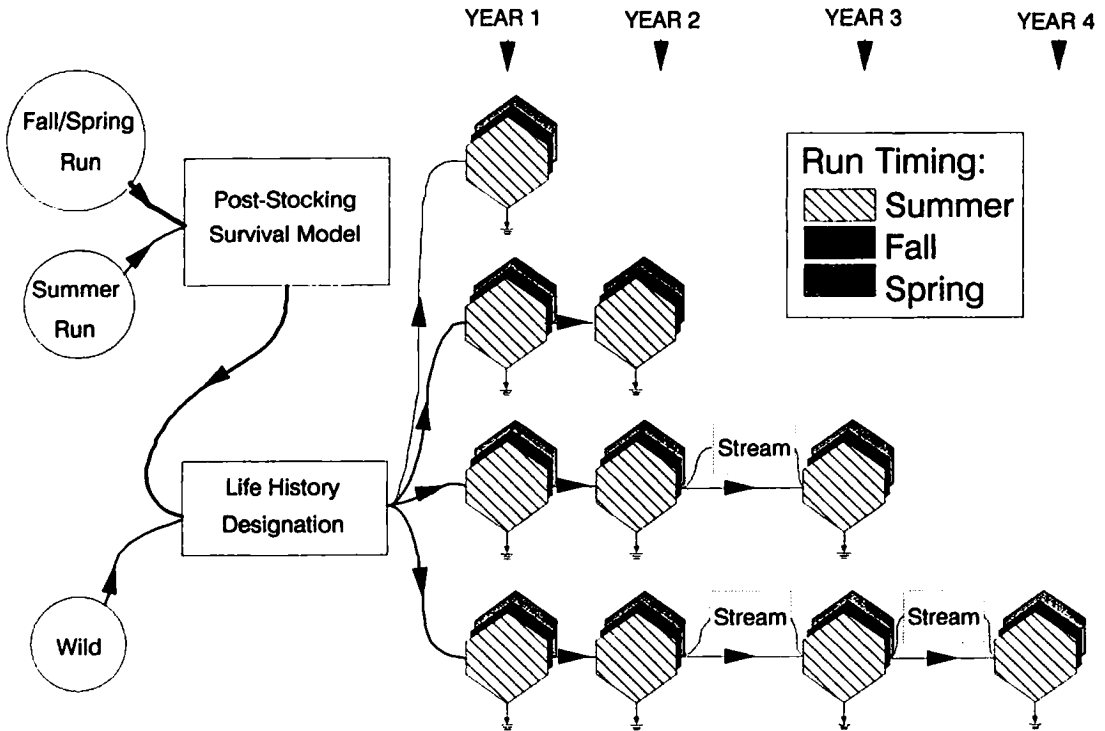 YEAR 1
YEAR 2
YEAR 3
YEAR 4
Fall/Spring
Run
Post-Stocking
Survival Model
Summer
Run
Run Timing:
Summer
Fall
Spring
Stream
Life History
Designation
Wild
Stream
Stream